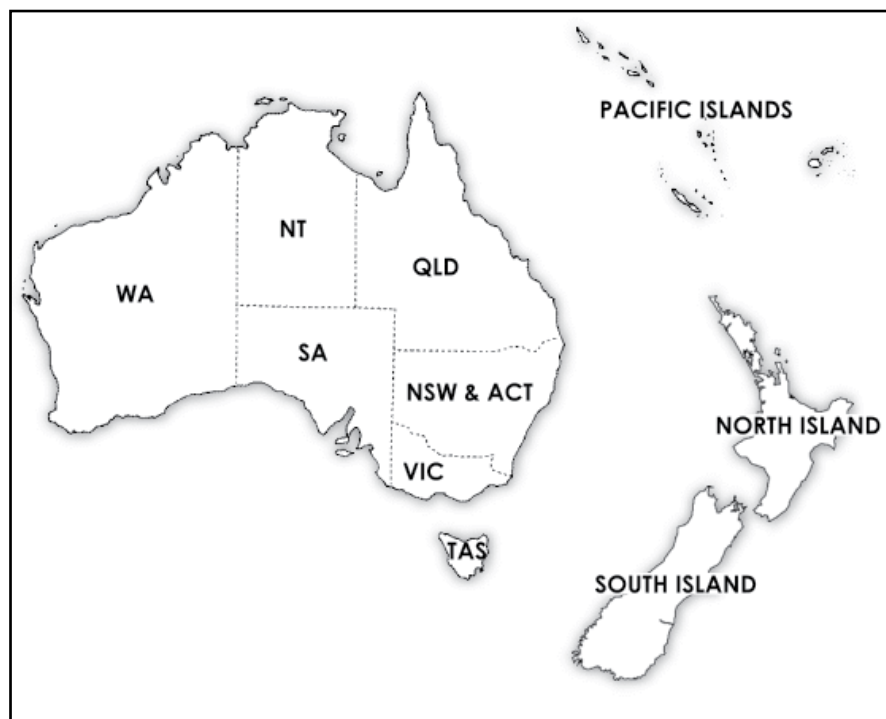 PACIFIC ISLANDS
NT
QLD
WA
SA
NSW & ACT
NORTH ISLAND
VIC
TAS
SOUTH ISLAND